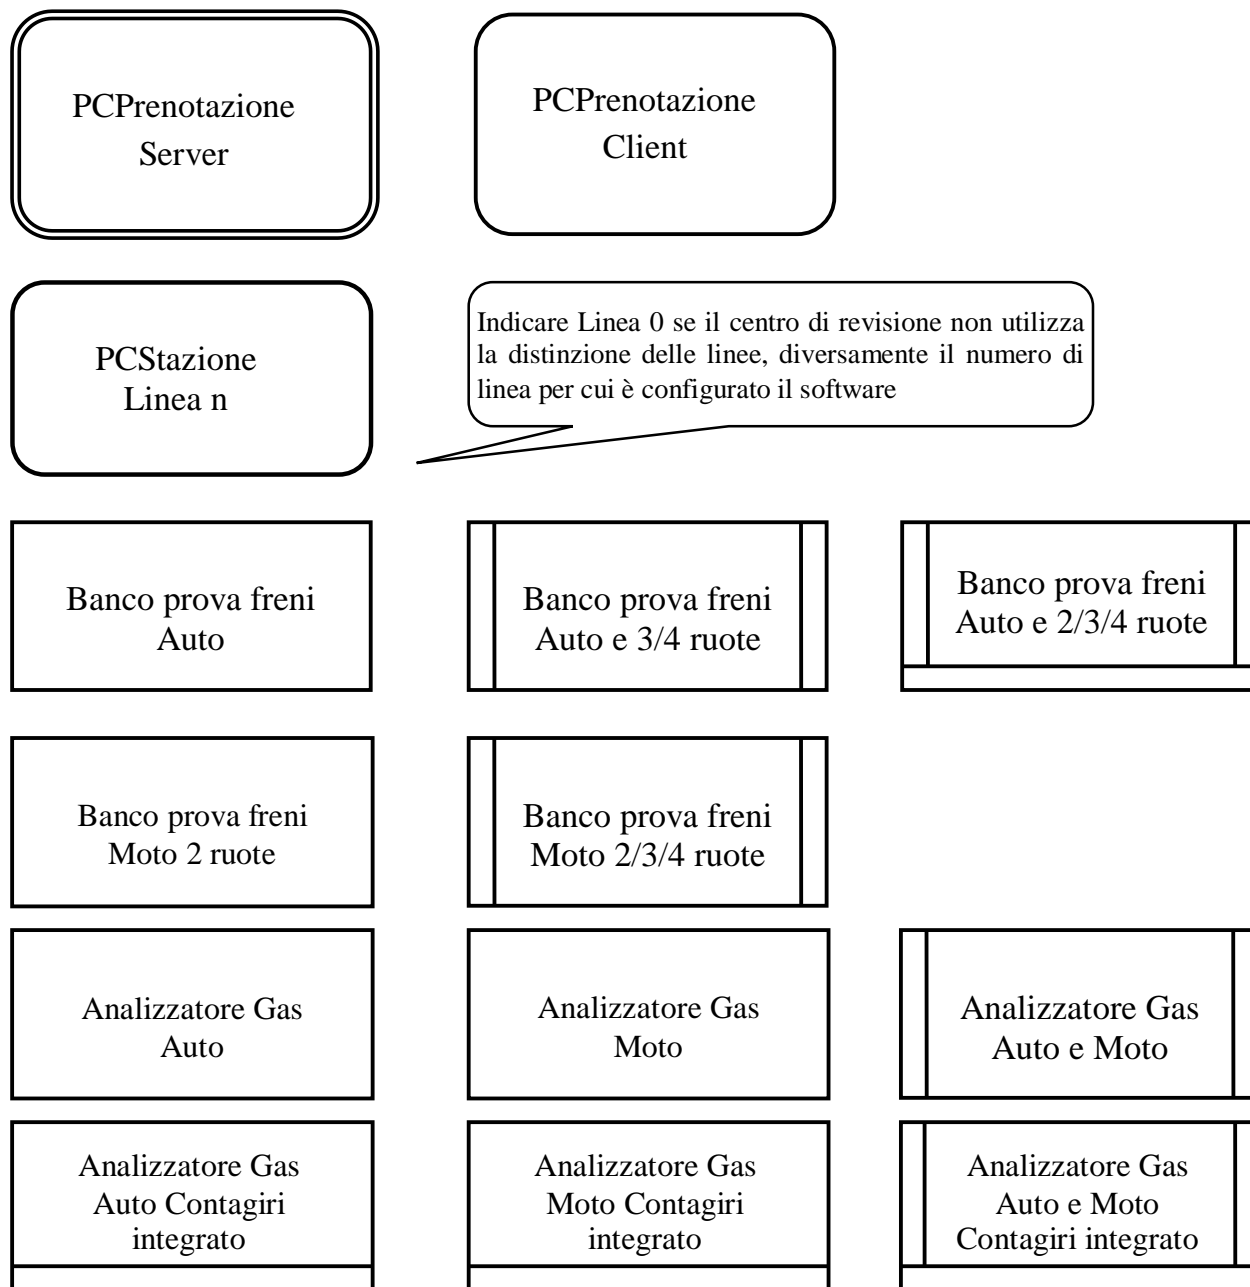 PCPrenotazione
Server
PCPrenotazione
Client
PCStazione
Linea n
Indicare Linea 0 se il centro di revisione non utilizza
la distinzione delle linee, diversamente il numero di
linea per cui è configurato il software
Banco prova freni
Auto
Banco prova freni
Auto e 3/4 ruote
Banco prova freni
Auto e 2/3/4 ruote
Banco prova freni
Moto 2 ruote
Banco prova freni
Moto 2/3/4 ruote
Analizzatore Gas
Auto
Analizzatore Gas
Moto
Analizzatore Gas
Auto e Moto
Analizzatore Gas
Auto Contagiri
integrato
Analizzatore Gas
Moto Contagiri
integrato
Analizzatore Gas
Auto e Moto
Contagiri integrato